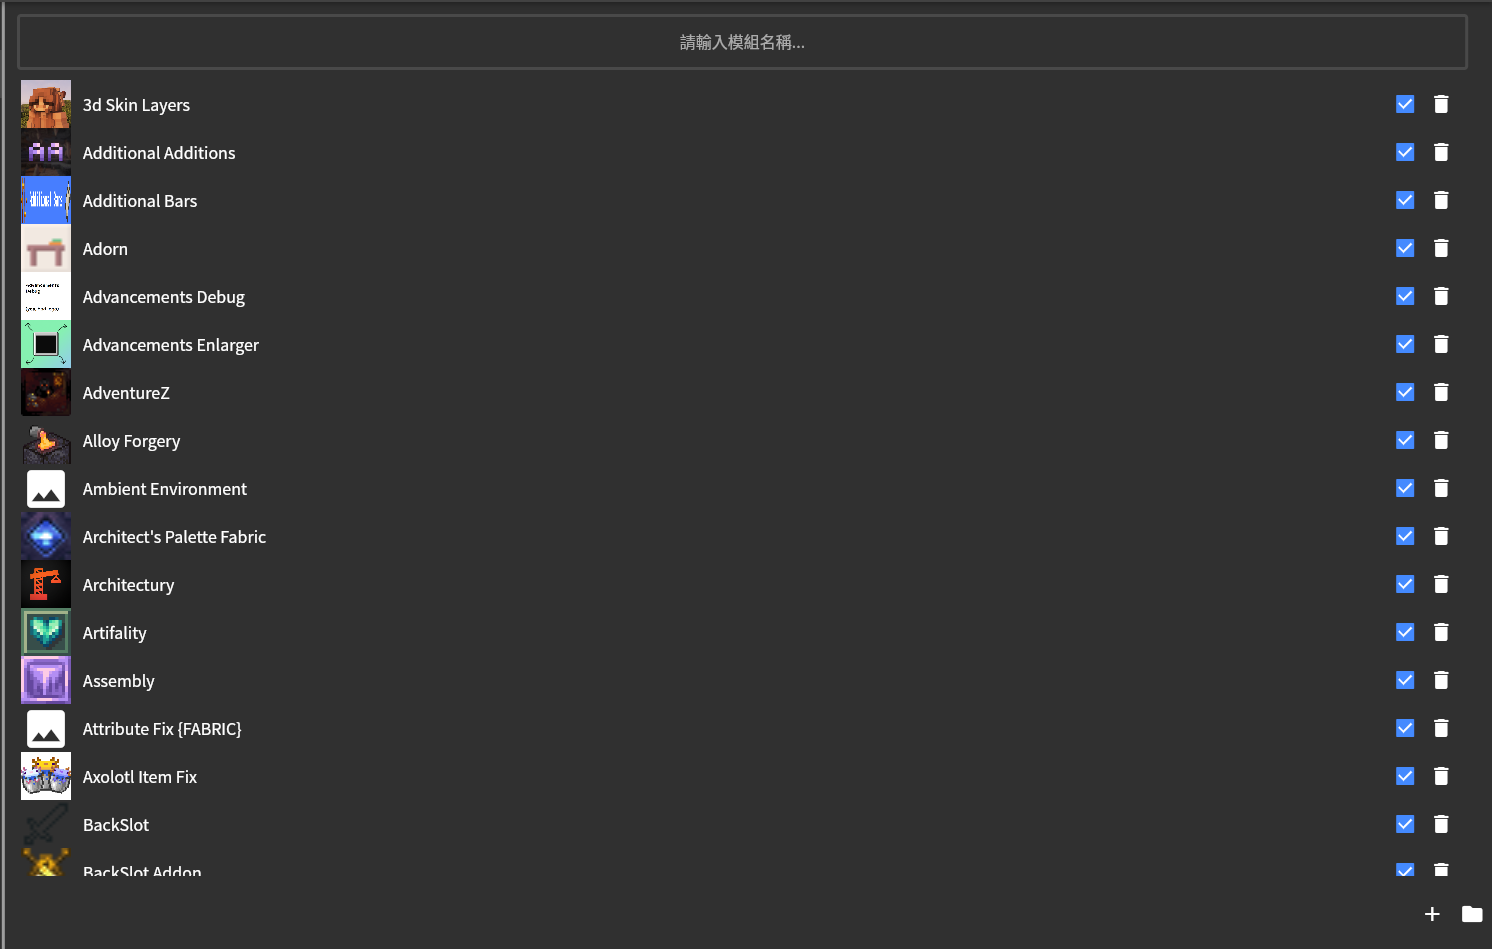 請輸入模組名稱...
3d Skin Layers
Additional Additions
Additional Bars
Adorn
Advancements Debug
Advancements Enlarger
AdventureZ
Alloy Forgery
Ambient Environment
Architect's Palette Fabric
Architectury
Artifality
Assembly
Attribute Fix {FABRIC}
Axolotl Item Fix
BackSlot
BackSlot Addon